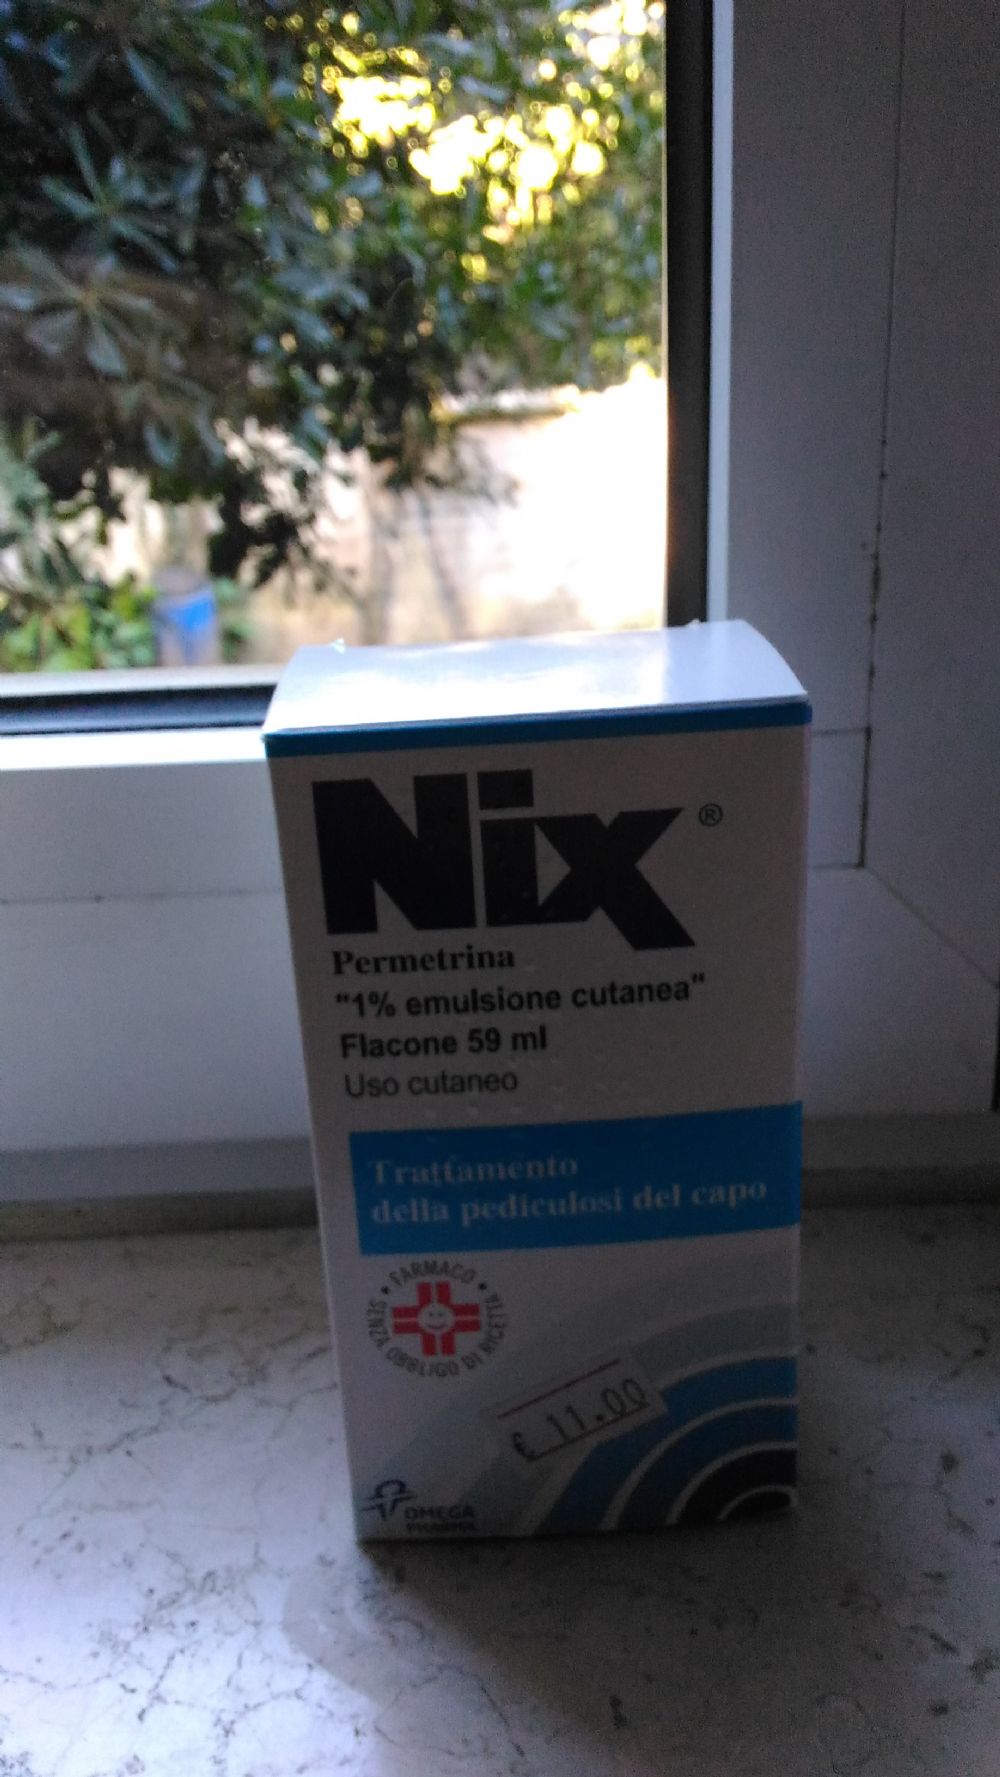 Nix®
Permetrina
"1% emulsione cutanea"
Flacone 59 ml
Uso cutaneo
Trattamento
della pediculosi del capo
• FARMACO •
SENZA OBBLIGO DI RICETTA
€ 11.00
OMEGA
PHARMA